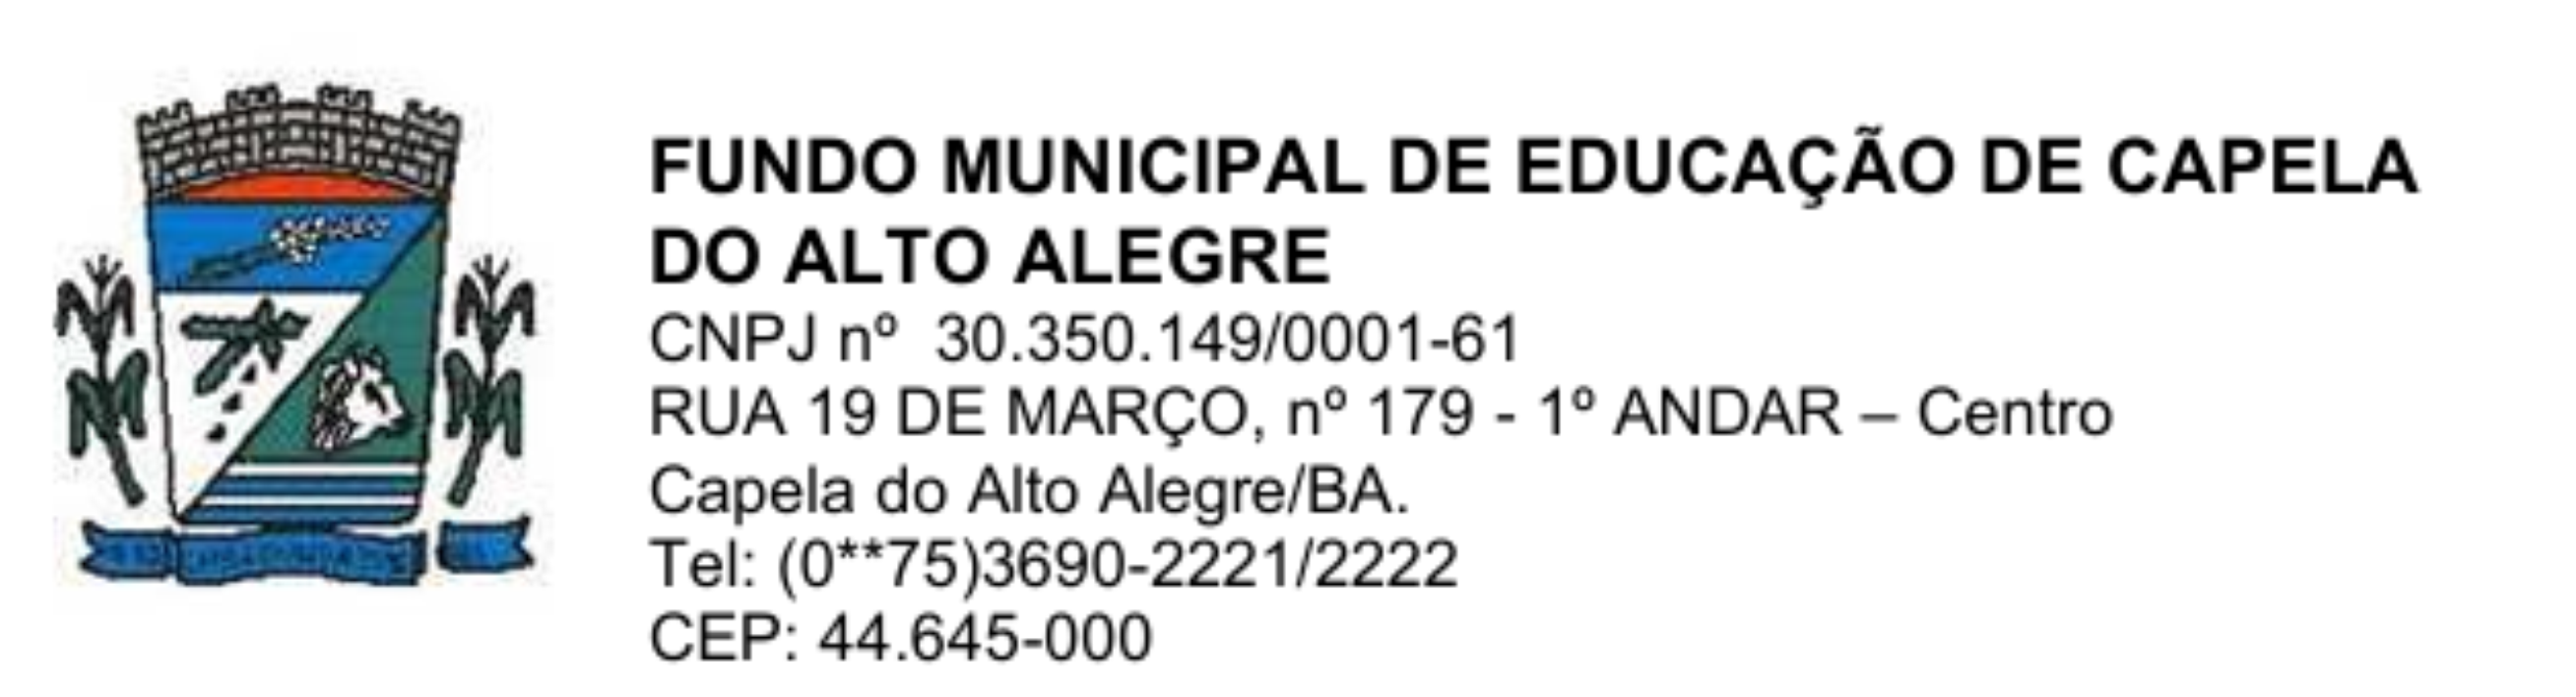 FUNDO MUNICIPAL DE EDUCAÇÃO DE CAPELA
DO ALTO ALEGRE
CNPJ nº 30.350.149/0001-61
RUA 19 DE MARÇO, nº 179 - 1º ANDAR – Centro
Capela do Alto Alegre/BA.
Tel: (0**75)3690-2221/2222
CEP: 44.645-000